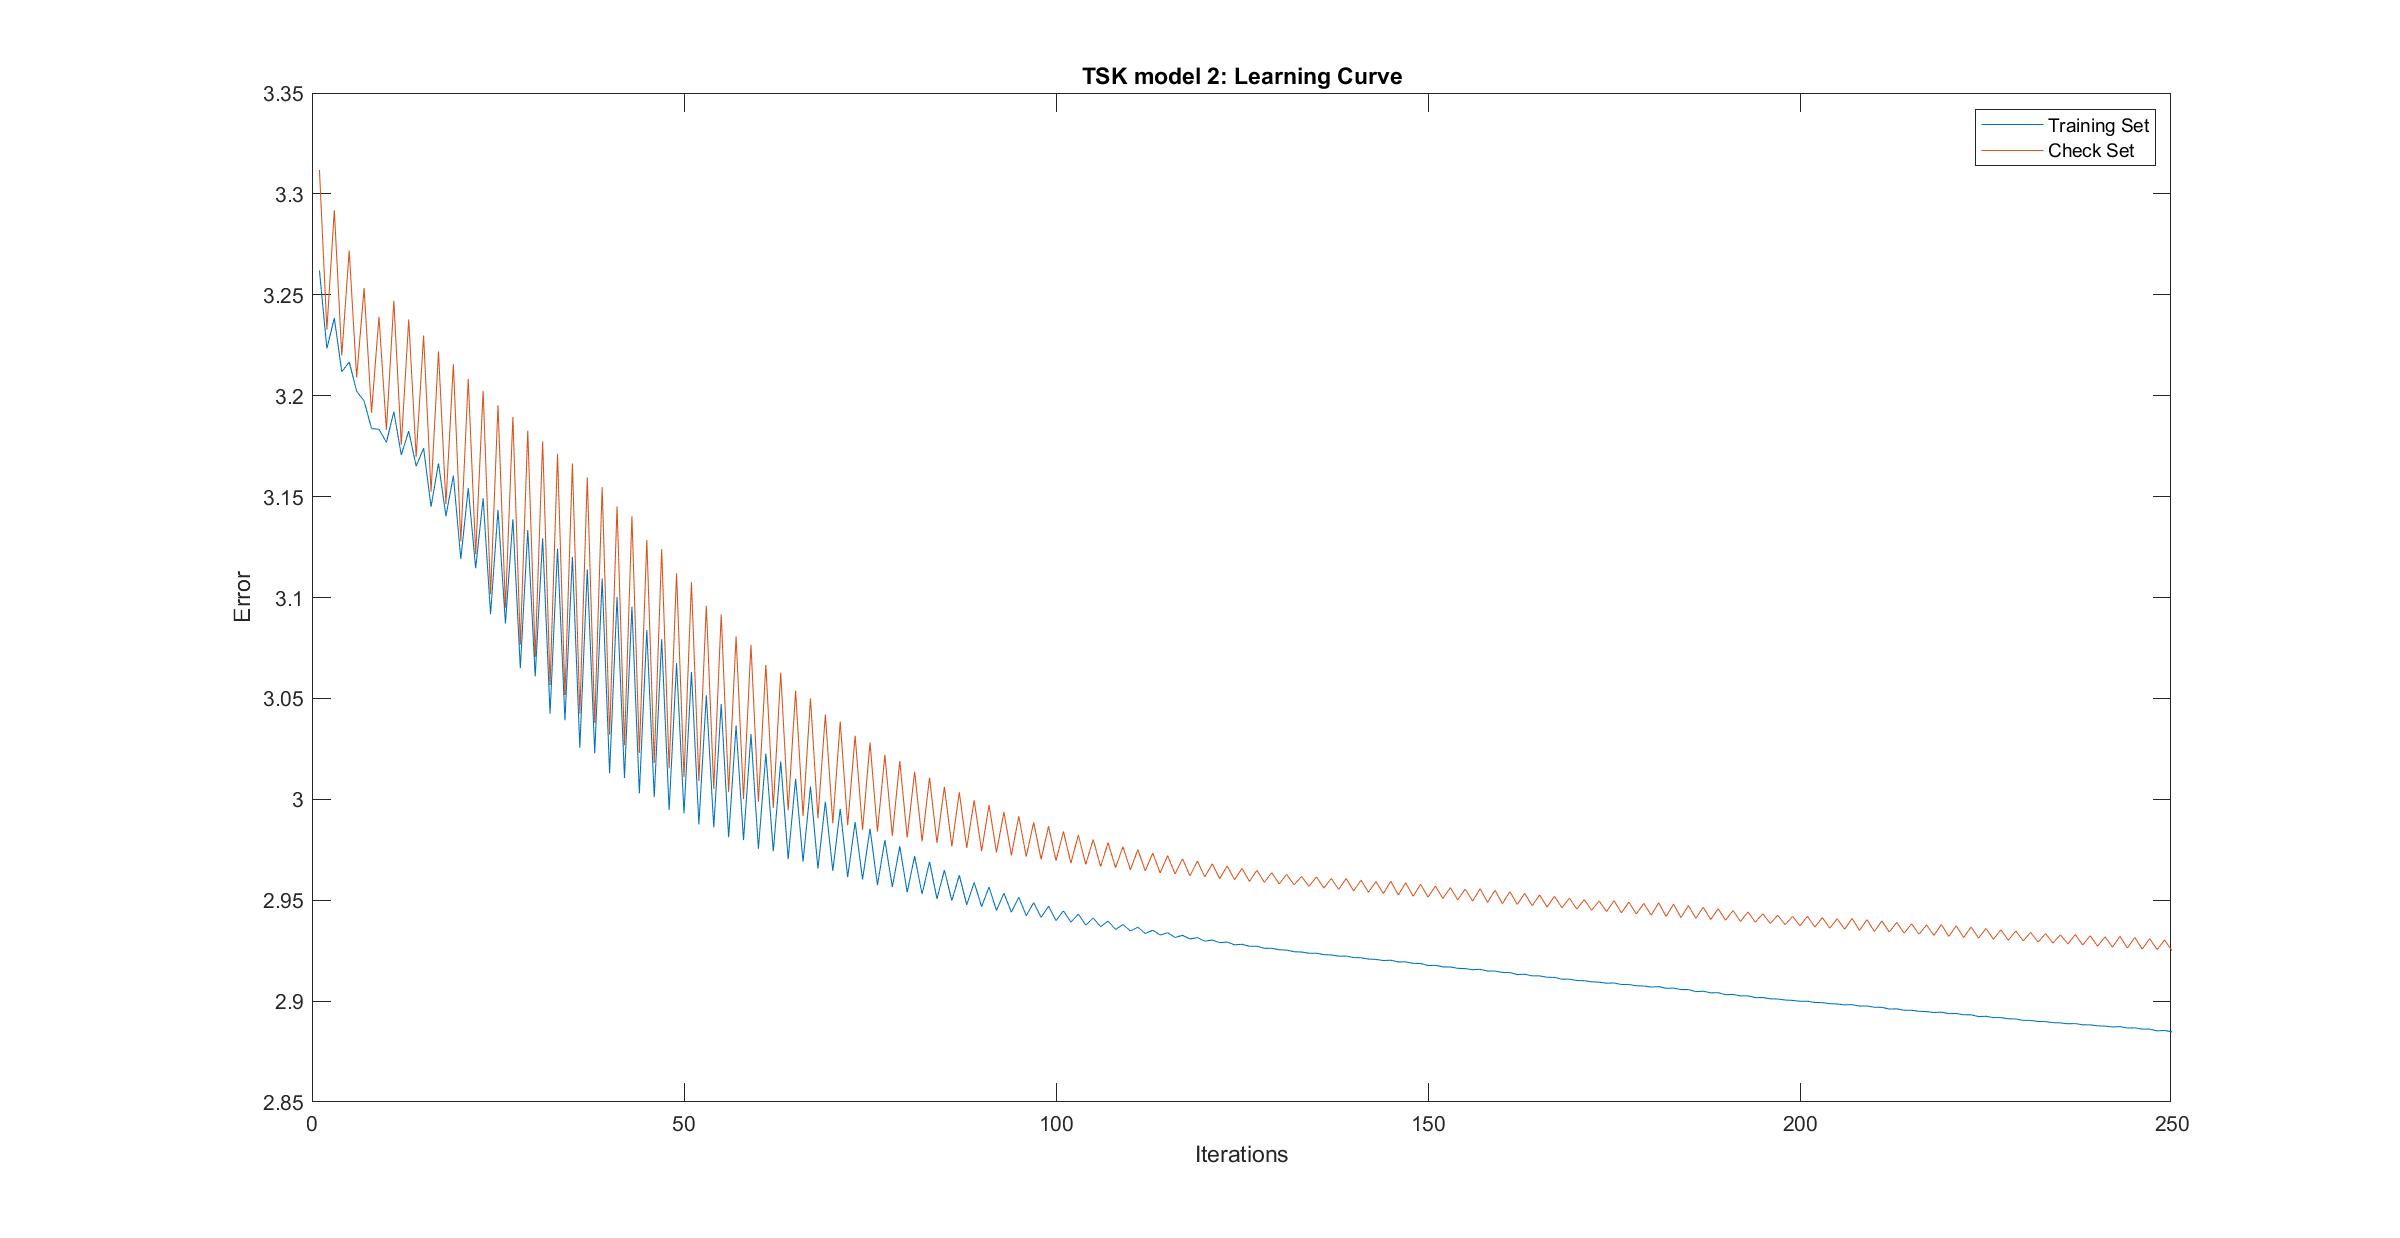 TSK model 2: Learning Curve
3.35
3.3
3.25
3.2
3.15
3.1
3.05
3
2.95
2.9
2.85
Error
Training Set
Check Set
0 50 100 150 200 250
Iterations